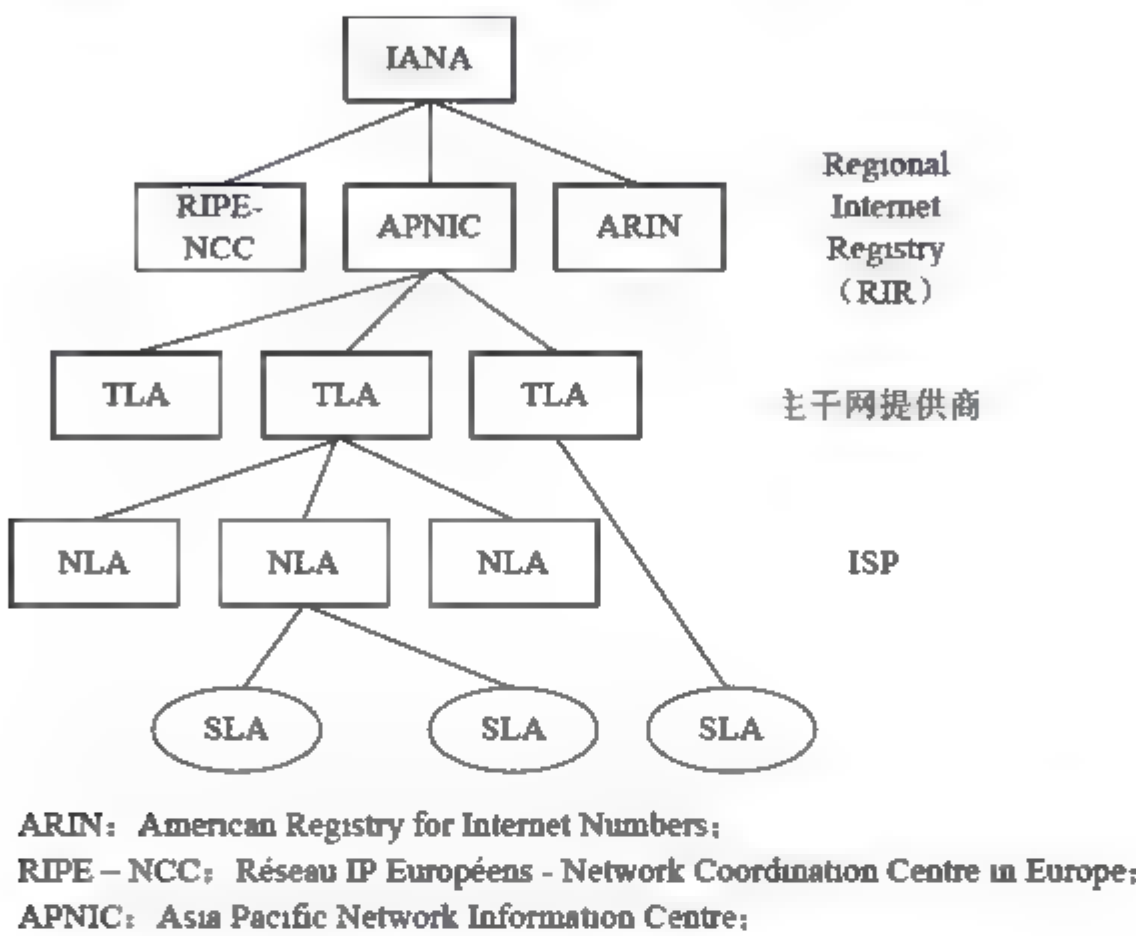 IANA
RIPE-
NCC
APNIC
ARIN
Regional
Internet
Registry
（RIR）
TLA
TLA
TLA
主干网提供商
NLA
NLA
NLA
ISP
SLA
SLA
SLA
ARIN：American Registry for Internet Numbers；
RIPE – NCC：Réseau IP Européens - Network Coordination Centre in Europe；
APNIC：Asia Pacific Network Information Centre；